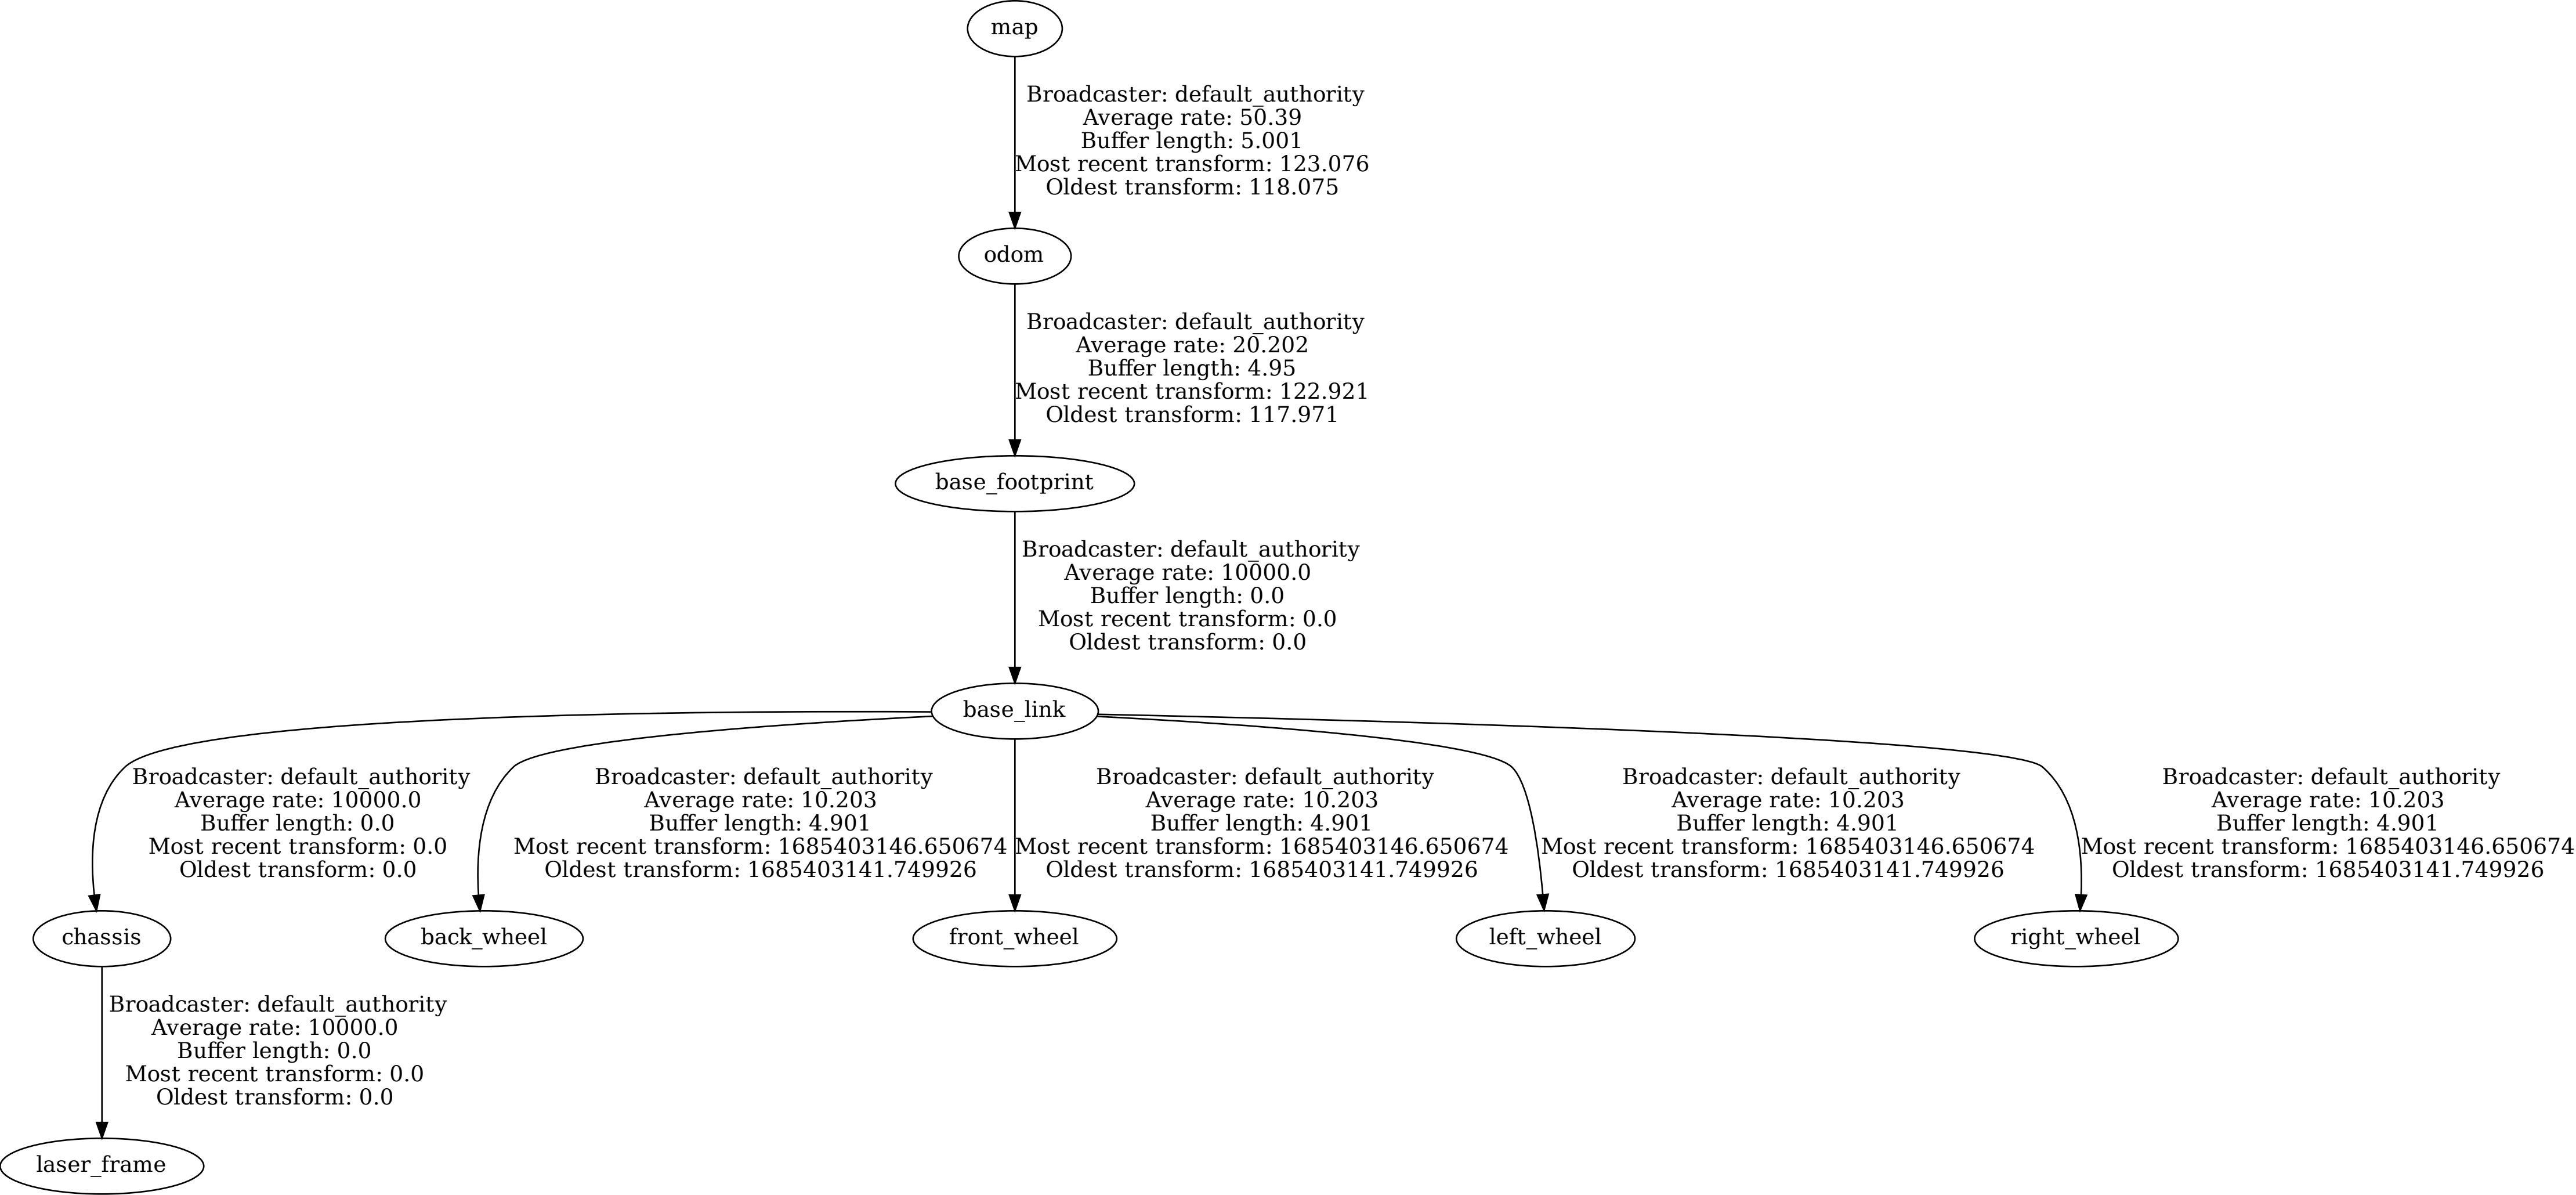 map
Broadcaster: default_authority
Average rate: 50.39
Buffer length: 5.001
Most recent transform: 123.076
Oldest transform: 118.075
odom
Broadcaster: default_authority
Average rate: 20.202
Buffer length: 4.95
Most recent transform: 122.921
Oldest transform: 117.971
base_footprint
Broadcaster: default_authority
Average rate: 10000.0
Buffer length: 0.0
Most recent transform: 0.0
Oldest transform: 0.0
base_link
Broadcaster: default_authority
Average rate: 10000.0
Buffer length: 0.0
Most recent transform: 0.0
Oldest transform: 0.0
Broadcaster: default_authority
Average rate: 10.203
Buffer length: 4.901
Most recent transform: 1685403146.650674
Oldest transform: 1685403141.749926
Broadcaster: default_authority
Average rate: 10.203
Buffer length: 4.901
Most recent transform: 1685403146.650674
Oldest transform: 1685403141.749926
Broadcaster: default_authority
Average rate: 10.203
Buffer length: 4.901
Most recent transform: 1685403146.650674
Oldest transform: 1685403141.749926
Broadcaster: default_authority
Average rate: 10.203
Buffer length: 4.901
Most recent transform: 1685403146.650674
Oldest transform: 1685403141.749926
chassis
back_wheel
front_wheel
left_wheel
right_wheel
Broadcaster: default_authority
Average rate: 10000.0
Buffer length: 0.0
Most recent transform: 0.0
Oldest transform: 0.0
laser_frame